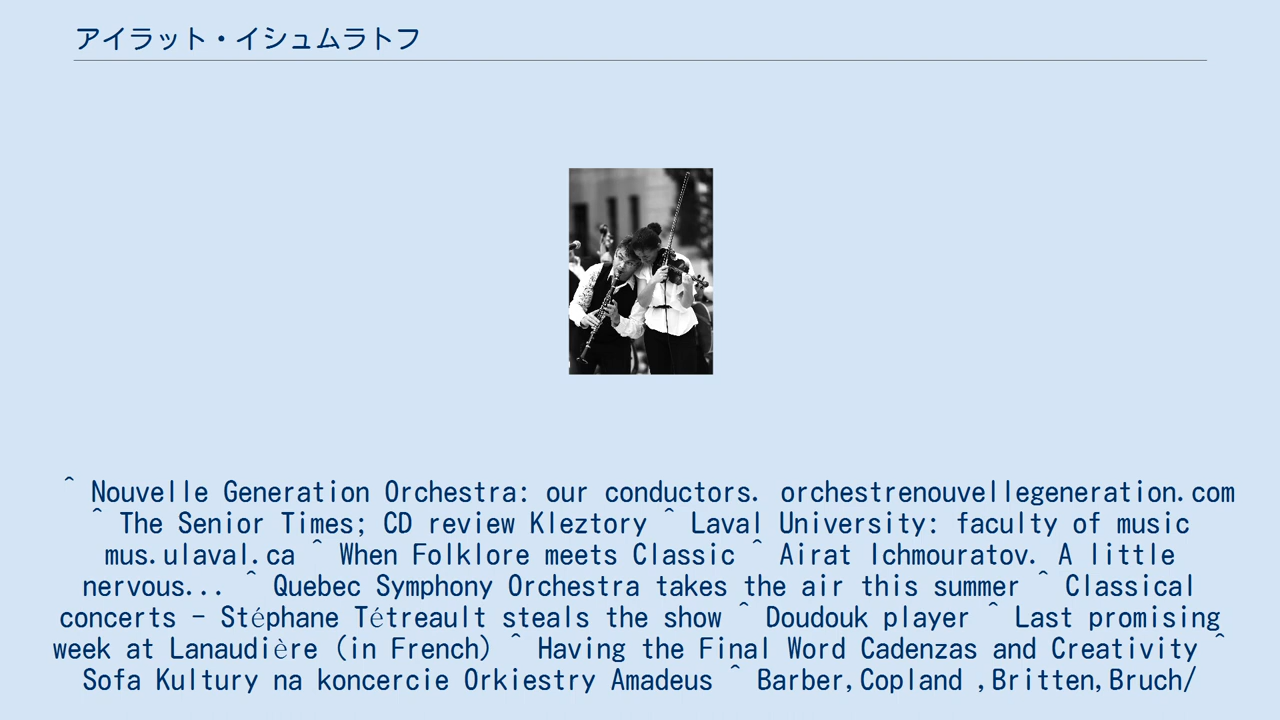 アイラット・イシュムラトフ
^ Nouvelle Generation Orchestra: our conductors. orchestrenouvellegeneration.com
^ The Senior Times; CD review Kleztory ^ Laval University: faculty of music
mus.ulaval.ca ^ When Folklore meets Classic ^ Airat Ichmouratov. A little
nervous... ^ Quebec Symphony Orchestra takes the air this summer ^ Classical
concerts - Stéphane Tétreault steals the show ^ Doudouk player ^ Last promising
week at Lanaudière (in French) ^ Having the Final Word Cadenzas and Creativity ^
Sofa Kultury na koncercie Orkiestry Amadeus ^ Barber,Copland ,Britten,Bruch/